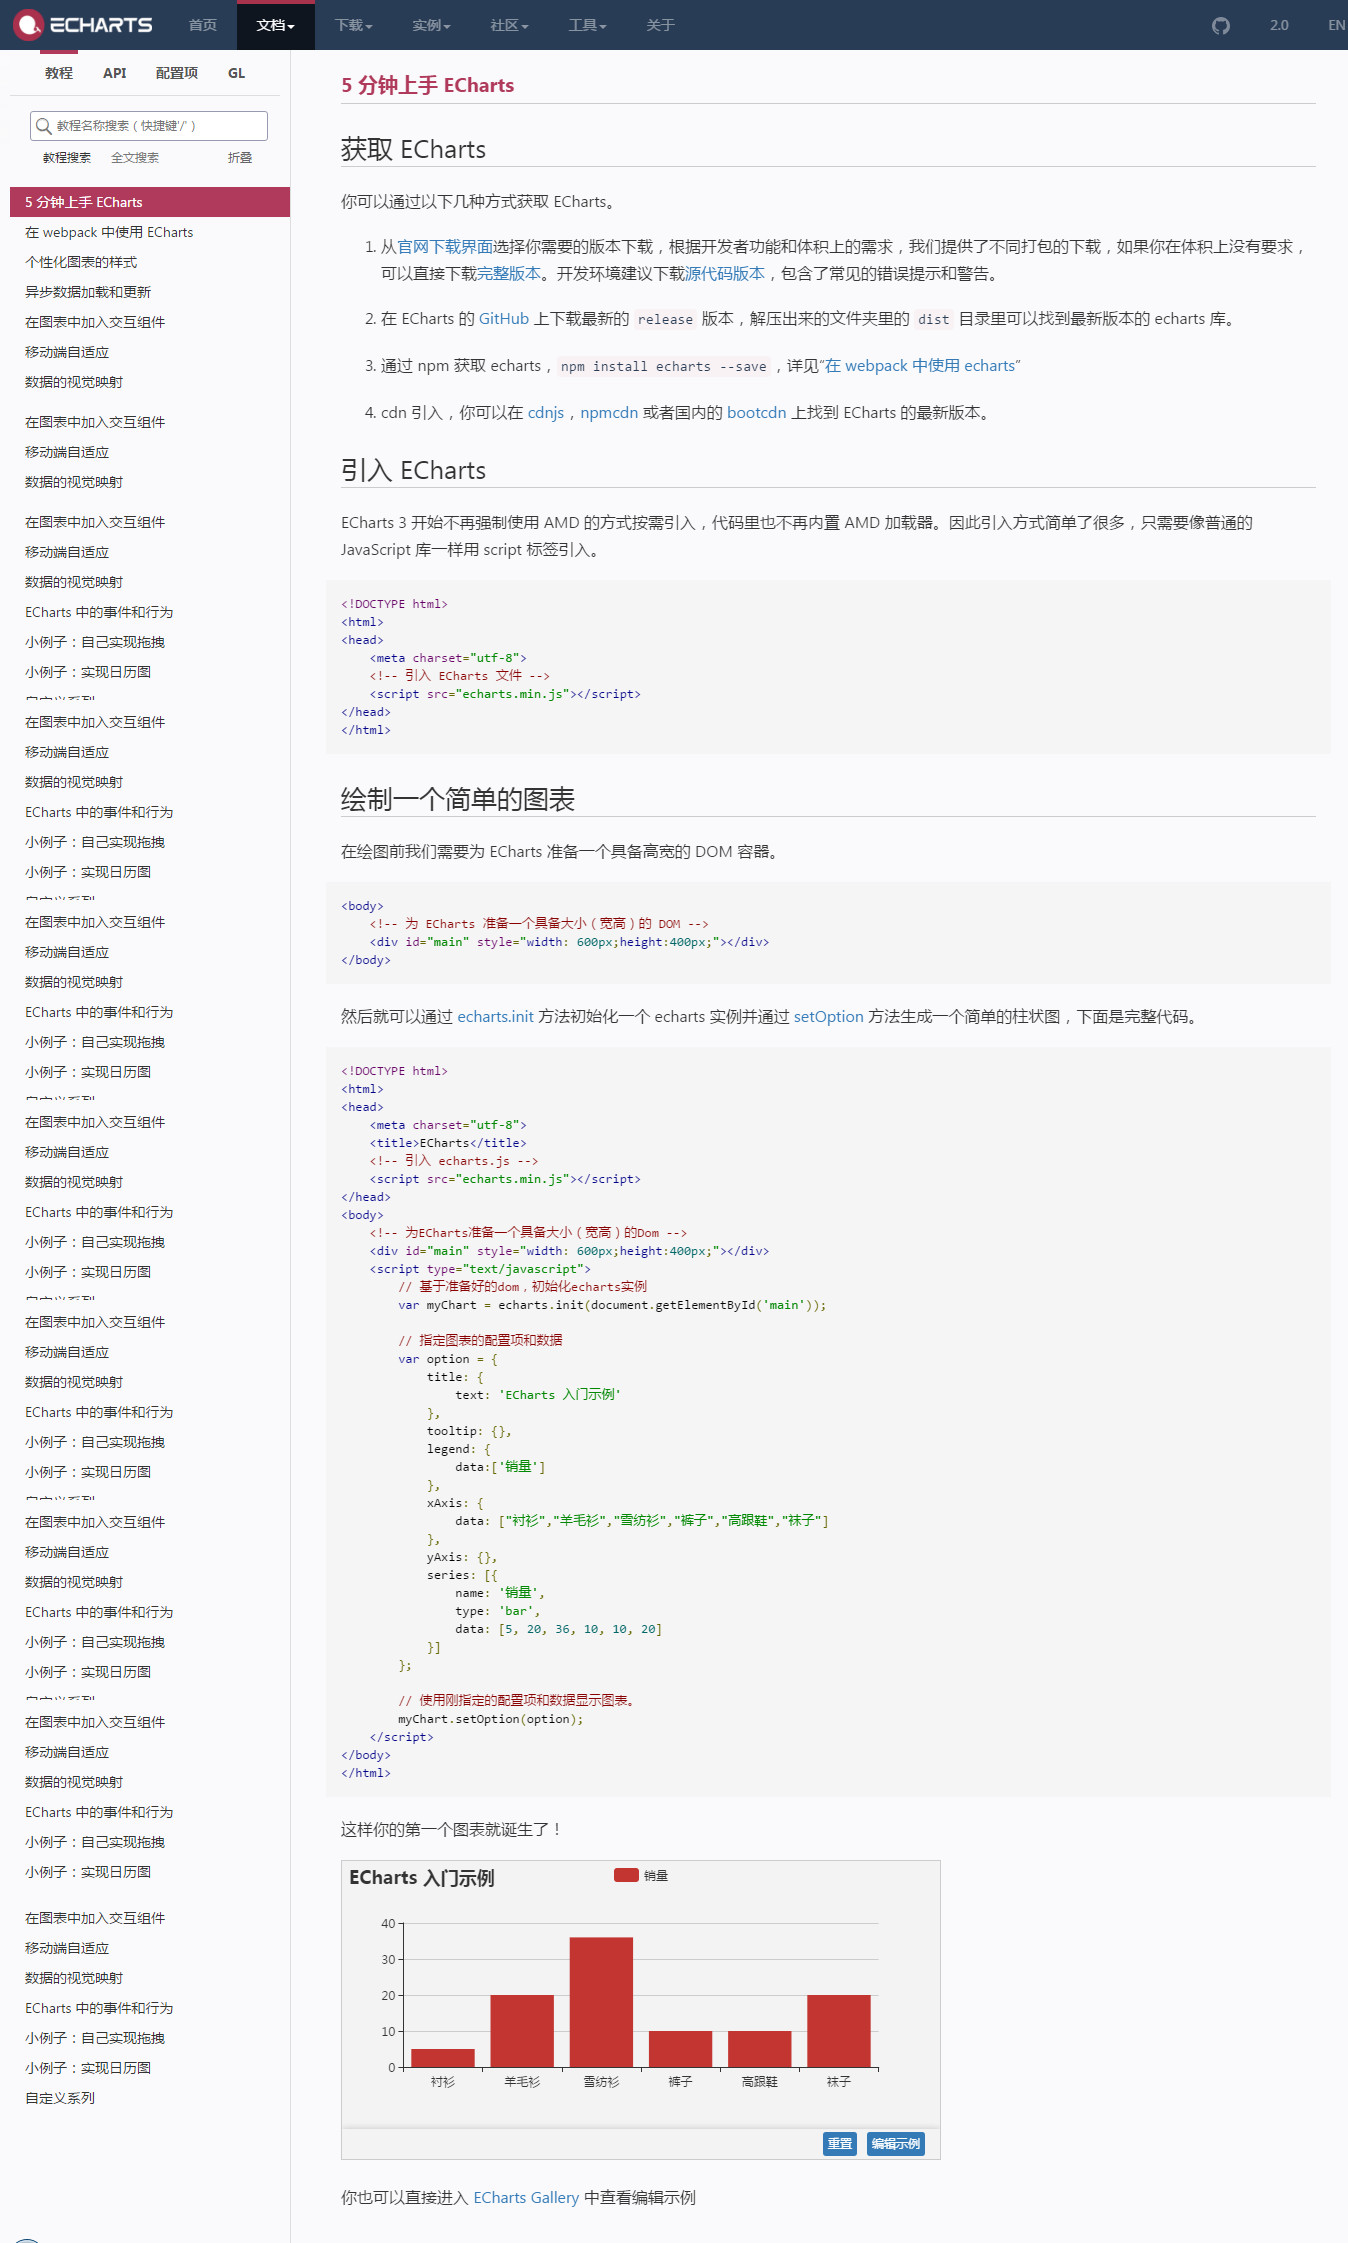 ECHARTS 首页 文档 下载 实例 社区 工具 关于 2.0 EN
教程 API 配置项 GL
教程名称搜索（快捷键'/'）
教程搜索 全文搜索 折叠
5 分钟上手 ECharts
在 webpack 中使用 ECharts
个性化图表的样式
异步数据加载和更新
在图表中加入交互组件
移动端自适应
数据的视觉映射
在图表中加入交互组件
移动端自适应
数据的视觉映射
在图表中加入交互组件
移动端自适应
数据的视觉映射
ECharts 中的事件和行为
小例子：自己实现拖拽
小例子：实现日历图
在图表中加入交互组件
移动端自适应
数据的视觉映射
ECharts 中的事件和行为
小例子：自己实现拖拽
小例子：实现日历图
在图表中加入交互组件
移动端自适应
数据的视觉映射
ECharts 中的事件和行为
小例子：自己实现拖拽
小例子：实现日历图
在图表中加入交互组件
移动端自适应
数据的视觉映射
ECharts 中的事件和行为
小例子：自己实现拖拽
小例子：实现日历图
在图表中加入交互组件
移动端自适应
数据的视觉映射
ECharts 中的事件和行为
小例子：自己实现拖拽
小例子：实现日历图
在图表中加入交互组件
移动端自适应
数据的视觉映射
ECharts 中的事件和行为
小例子：自己实现拖拽
小例子：实现日历图
在图表中加入交互组件
移动端自适应
数据的视觉映射
ECharts 中的事件和行为
小例子：自己实现拖拽
小例子：实现日历图
在图表中加入交互组件
移动端自适应
数据的视觉映射
ECharts 中的事件和行为
小例子：自己实现拖拽
小例子：实现日历图
自定义系列
5 分钟上手 ECharts
获取 ECharts
你可以通过以下几种方式获取 ECharts。
1. 从官网下载界面选择你需要的版本下载，根据开发者功能和体积上的需求，我们提供了不同打包的下载，如果你在体积上没有要求，
可以直接下载完整版本。开发环境建议下载源代码版本，包含了常见的错误提示和警告。
2. 在 ECharts 的 GitHub 上下载最新的 release 版本，解压出来的文件夹里的 dist 目录里可以找到最新版本的 echarts 库。
3. 通过 npm 获取 echarts，npm install echarts --save，详见“在 webpack 中使用 echarts”
4. cdn 引入，你可以在 cdnjs，npmcdn 或者国内的 bootcdn 上找到 ECharts 的最新版本。
引入 ECharts
ECharts 3 开始不再强制使用 AMD 的方式按需引入，代码里也不再内置 AMD 加载器。因此引入方式简单了很多，只需要像普通的
JavaScript 库一样用 script 标签引入。
<!DOCTYPE html>
<html>
<head>
    <meta charset="utf-8">
    <!-- 引入 ECharts 文件 -->
    <script src="echarts.min.js"></script>
</head>
</html>
绘制一个简单的图表
在绘图前我们需要为 ECharts 准备一个具备高宽的 DOM 容器。
<body>
    <!-- 为 ECharts 准备一个具备大小（宽高）的 DOM -->
    <div id="main" style="width: 600px;height:400px;"></div>
</body>
然后就可以通过 echarts.init 方法初始化一个 echarts 实例并通过 setOption 方法生成一个简单的柱状图，下面是完整代码。
<!DOCTYPE html>
<html>
<head>
    <meta charset="utf-8">
    <title>ECharts</title>
    <!-- 引入 echarts.js -->
    <script src="echarts.min.js"></script>
</head>
<body>
    <!-- 为ECharts准备一个具备大小（宽高）的Dom -->
    <div id="main" style="width: 600px;height:400px;"></div>
    <script type="text/javascript">
        // 基于准备好的dom，初始化echarts实例
        var myChart = echarts.init(document.getElementById('main'));
        // 指定图表的配置项和数据
        var option = {
            title: {
                text: 'ECharts 入门示例'
            },
            tooltip: {},
            legend: {
                data:['销量']
            },
            xAxis: {
                data: ["衬衫","羊毛衫","雪纺衫","裤子","高跟鞋","袜子"]
            },
            yAxis: {},
            series: [{
                name: '销量',
                type: 'bar',
                data: [5, 20, 36, 10, 10, 20]
            }]
        };
        // 使用刚指定的配置项和数据显示图表。
        myChart.setOption(option);
    </script>
</body>
</html>
这样你的第一个图表就诞生了！
ECharts 入门示例 销量
40
30
20
10
0
衬衫 羊毛衫 雪纺衫 裤子 高跟鞋 袜子
重置 编辑示例
你也可以直接进入 ECharts Gallery 中查看编辑示例